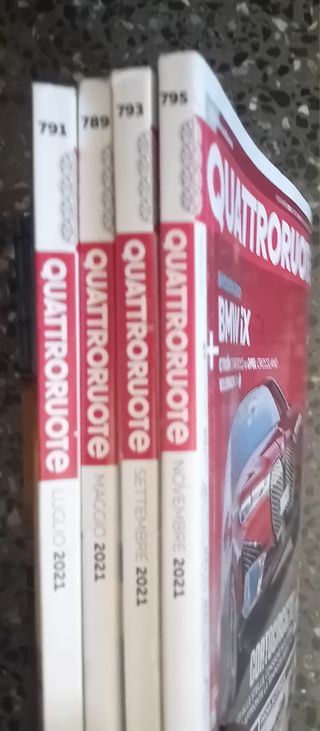 791
QUATTRORUOTE
LUGLIO 2021
789
QUATTRORUOTE
MAGGIO 2021
793
QUATTRORUOTE
SETTEMBRE 2021
795
QUATTRORUOTE
NOVEMBRE 2021
QUATTRORUOTE
BMW iX
+